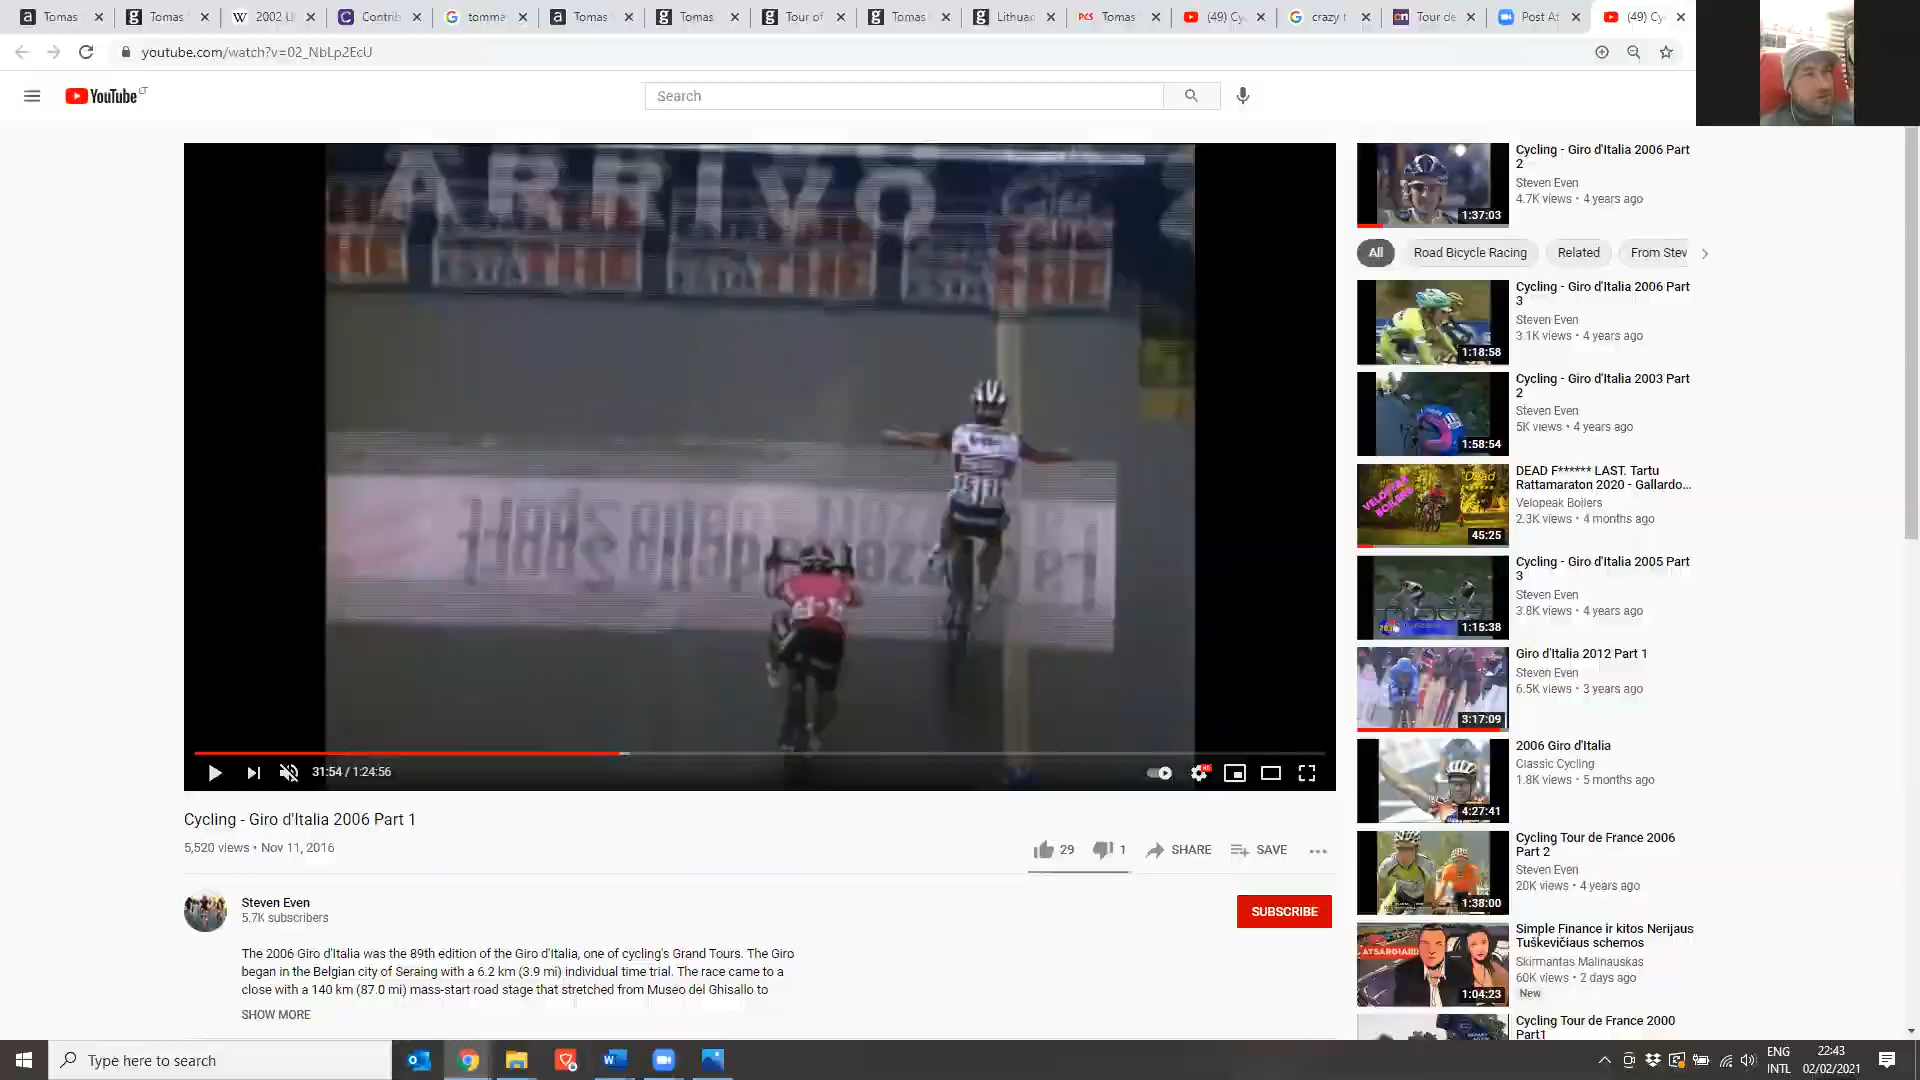 Tomas
Tomas
2002 U
Contrib
tomma
Tomas
Tomas
Tour of
Tomas
Lithuac
PCS Tomas
(49) Cy
crazy t
Tour de
Post At
(49) Cy
youtube.com/watch?v=02_NbLp2EcU
YouTube LT
Search
ARRIVO
31:54 / 1:24:56
HD
Cycling - Giro d'Italia 2006 Part 1
5,520 views • Nov 11, 2016
29
1
SHARE
SAVE
Steven Even
5.7K subscribers
SUBSCRIBE
The 2006 Giro d'Italia was the 89th edition of the Giro d'Italia, one of cycling's Grand Tours. The Giro
began in the Belgian city of Seraing with a 6.2 km (3.9 mi) individual time trial. The race came to a
close with a 140 km (87.0 mi) mass-start road stage that stretched from Museo del Ghisallo to
SHOW MORE
Cycling - Giro d'Italia 2006 Part
2
Steven Even
4.7K views • 4 years ago
1:37:03
All
Road Bicycle Racing
Related
From Stev
Cycling - Giro d'Italia 2006 Part
3
Steven Even
3.1K views • 4 years ago
1:18:58
Cycling - Giro d'Italia 2003 Part
2
Steven Even
5K views • 4 years ago
1:58:54
DEAD F****** LAST. Tartu
Rattamaraton 2020 - Gallardo...
Velopeak Boilers
2.3K views • 4 months ago
VELOPEAK
BOILERS
Dead
45:25
Cycling - Giro d'Italia 2005 Part
3
Steven Even
3.8K views • 4 years ago
1:15:38
Giro d'Italia 2012 Part 1
Steven Even
6.5K views • 3 years ago
3:17:09
2006 Giro d'Italia
Classic Cycling
1.8K views • 5 months ago
4:27:41
Cycling Tour de France 2006
Part 2
Steven Even
20K views • 4 years ago
1:38:00
Simple Finance ir kitos Nerijaus
Tuškevičiaus schemos
Skirmantas Malinauskas
60K views • 2 days ago
New
ATSARGIAI!
1:04:23
Cycling Tour de France 2000
Part1
Type here to search
ENG
INTL
22:43
02/02/2021